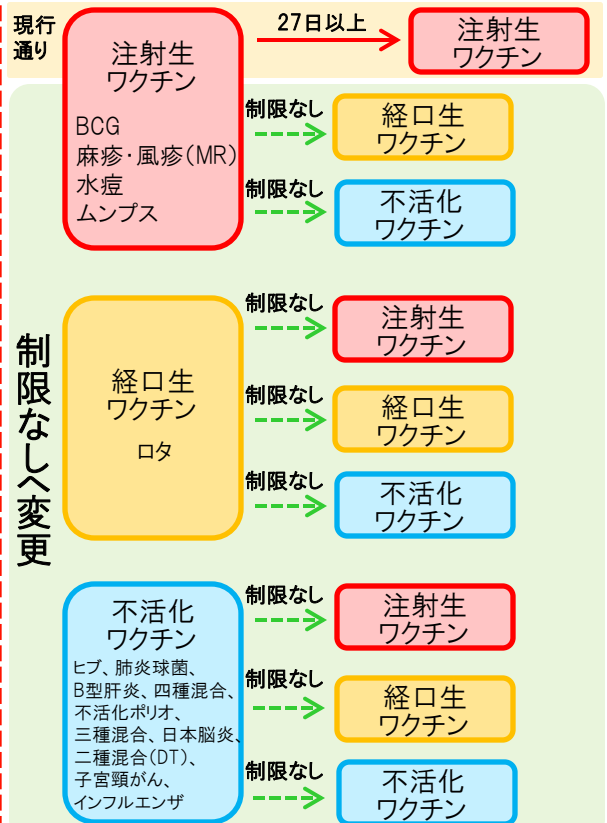 現行
通り
注射生
ワクチン
BCG
麻疹・風疹(MR)
水痘
ムンプス
27日以上
注射生
ワクチン
制限なし
経口生
ワクチン
制限なし
不活化
ワクチン
制限なしへ変更
経口生
ワクチン
ロタ
制限なし
注射生
ワクチン
制限なし
経口生
ワクチン
制限なし
不活化
ワクチン
不活化
ワクチン
ヒブ、肺炎球菌、
B型肝炎、四種混合、
不活化ポリオ、
三種混合、日本脳炎、
二種混合(DT)、
子宮頸がん、
インフルエンザ
制限なし
注射生
ワクチン
制限なし
経口生
ワクチン
制限なし
不活化
ワクチン